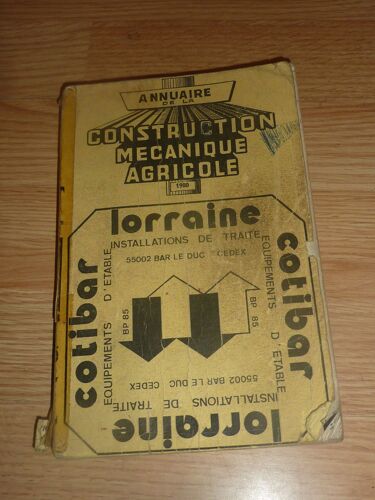 ANNUAIRE
DE LA
CONSTRUCTION
MECANIQUE
AGRICOLE
1980
lorraine
INSTALLATIONS DE TRAITE
55002 BAR LE DUC CEDEX
cotibar
EQUIPEMENTS D'ETABLE
BP 85
cotibar
EQUIPEMENTS D'ETABLE
BP 85
55002 BAR LE DUC CEDEX
INSTALLATIONS DE TRAITE
lorraine